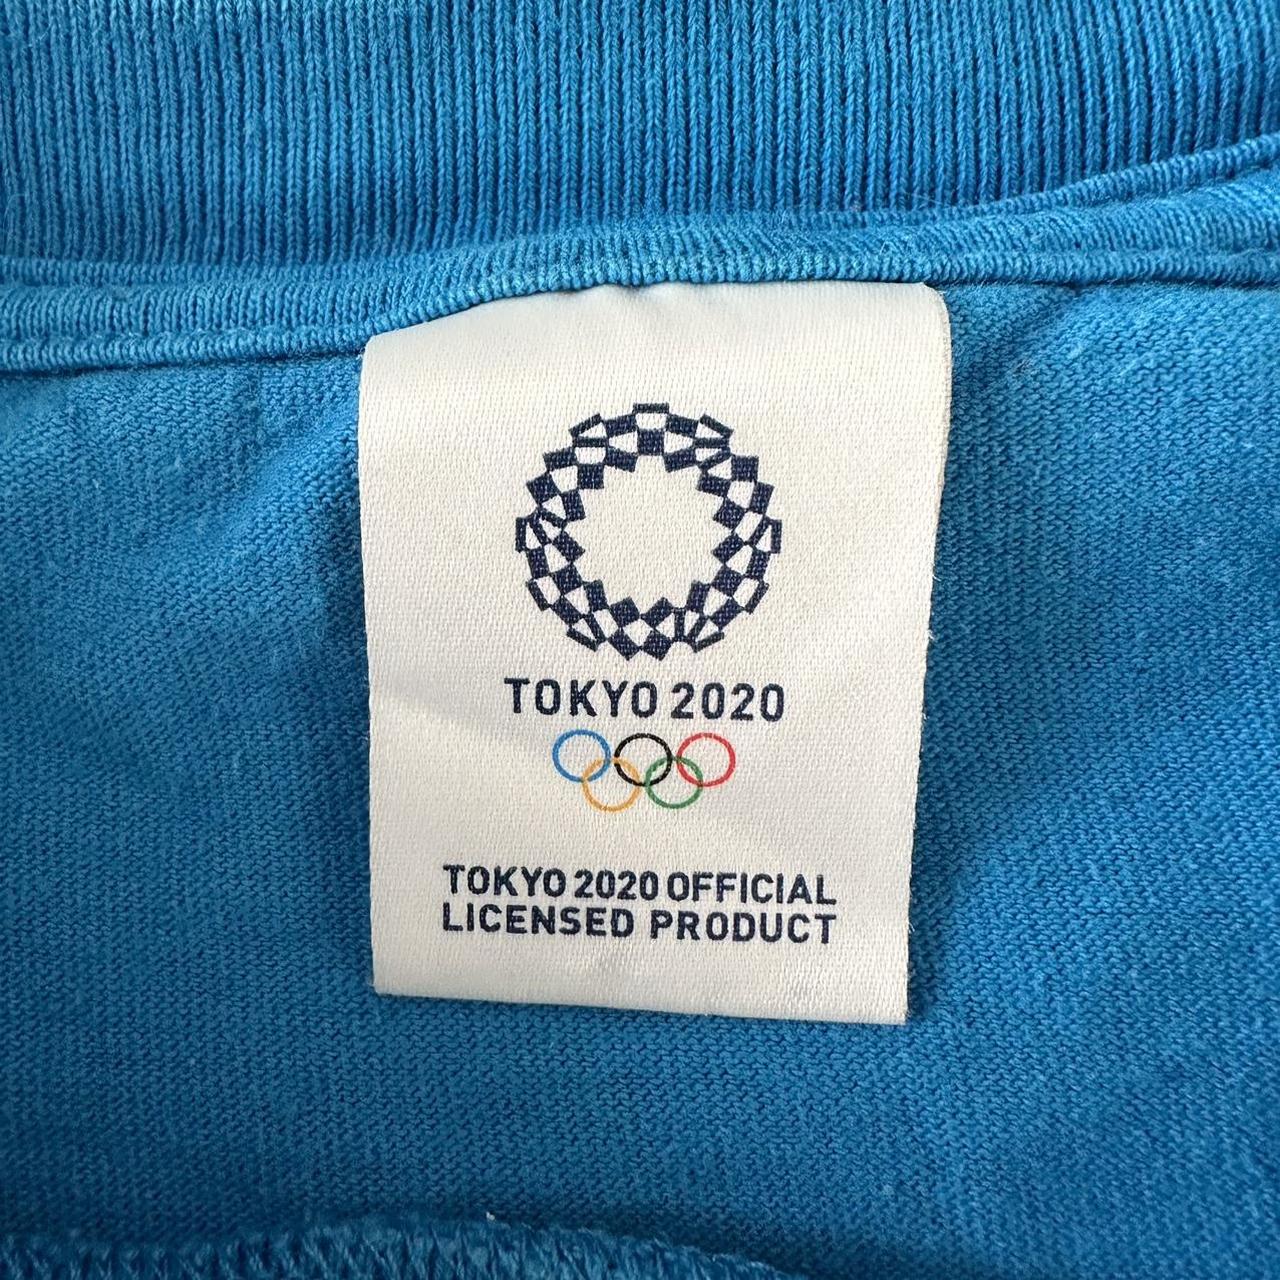 TOKYO 2020
TOKYO 2020 OFFICIAL
LICENSED PRODUCT